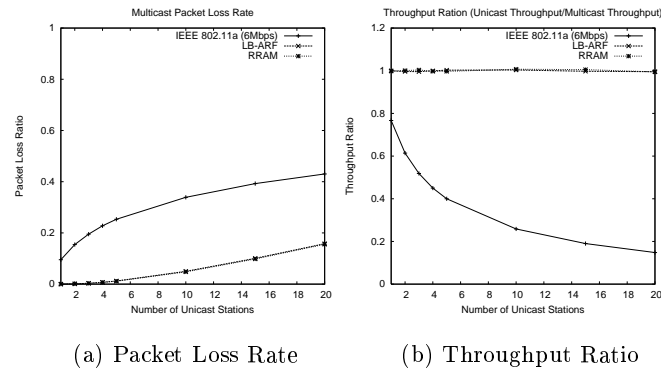 Multicast Packet Loss Rate
IEEE 802.11a (6Mbps)
LB-ARF
RRAM
1
0.8
0.6
0.4
0.2
0
Packet Loss Ratio
2 4 6 8 10 12 14 16 18 20
Number of Unicast Stations
(a) Packet Loss Rate
Throughput Ration (Unicast Throughput/Multicast Throughput)
IEEE 802.11a (6Mbps)
LB-ARF
RRAM
1.2
1
0.8
0.6
0.4
0.2
0
Throughput Ratio
2 4 6 8 10 12 14 16 18 20
Number of Unicast Stations
(b) Throughput Ratio